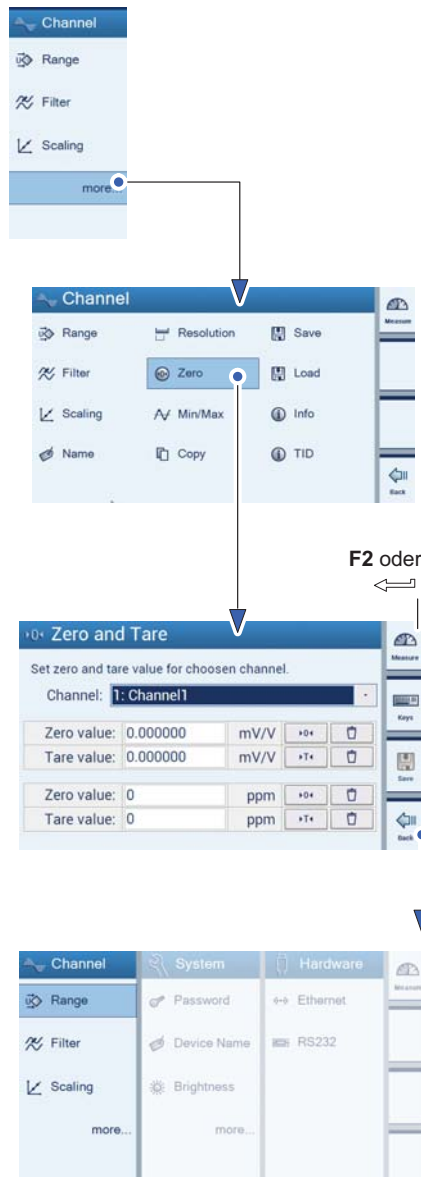 Channel
Range
Filter
Scaling
more...
Channel
Range
Resolution
Save
Filter
Zero
Load
Scaling
Min/Max
Info
Name
Copy
TID
Measure
Back
F2 oder
Zero and Tare
Set zero and tare value for choosen channel.
Channel: 1: Channel1
Zero value: 0.000000 mV/V ▸0◂
Tare value: 0.000000 mV/V ▸T◂
Zero value: 0 ppm ▸0◂
Tare value: 0 ppm ▸T◂
Measure
Keys
Save
Back
Channel
System
Hardware
Range
Password
Ethernet
Filter
Device Name
RS232
Scaling
Brightness
more...
more...
Measure